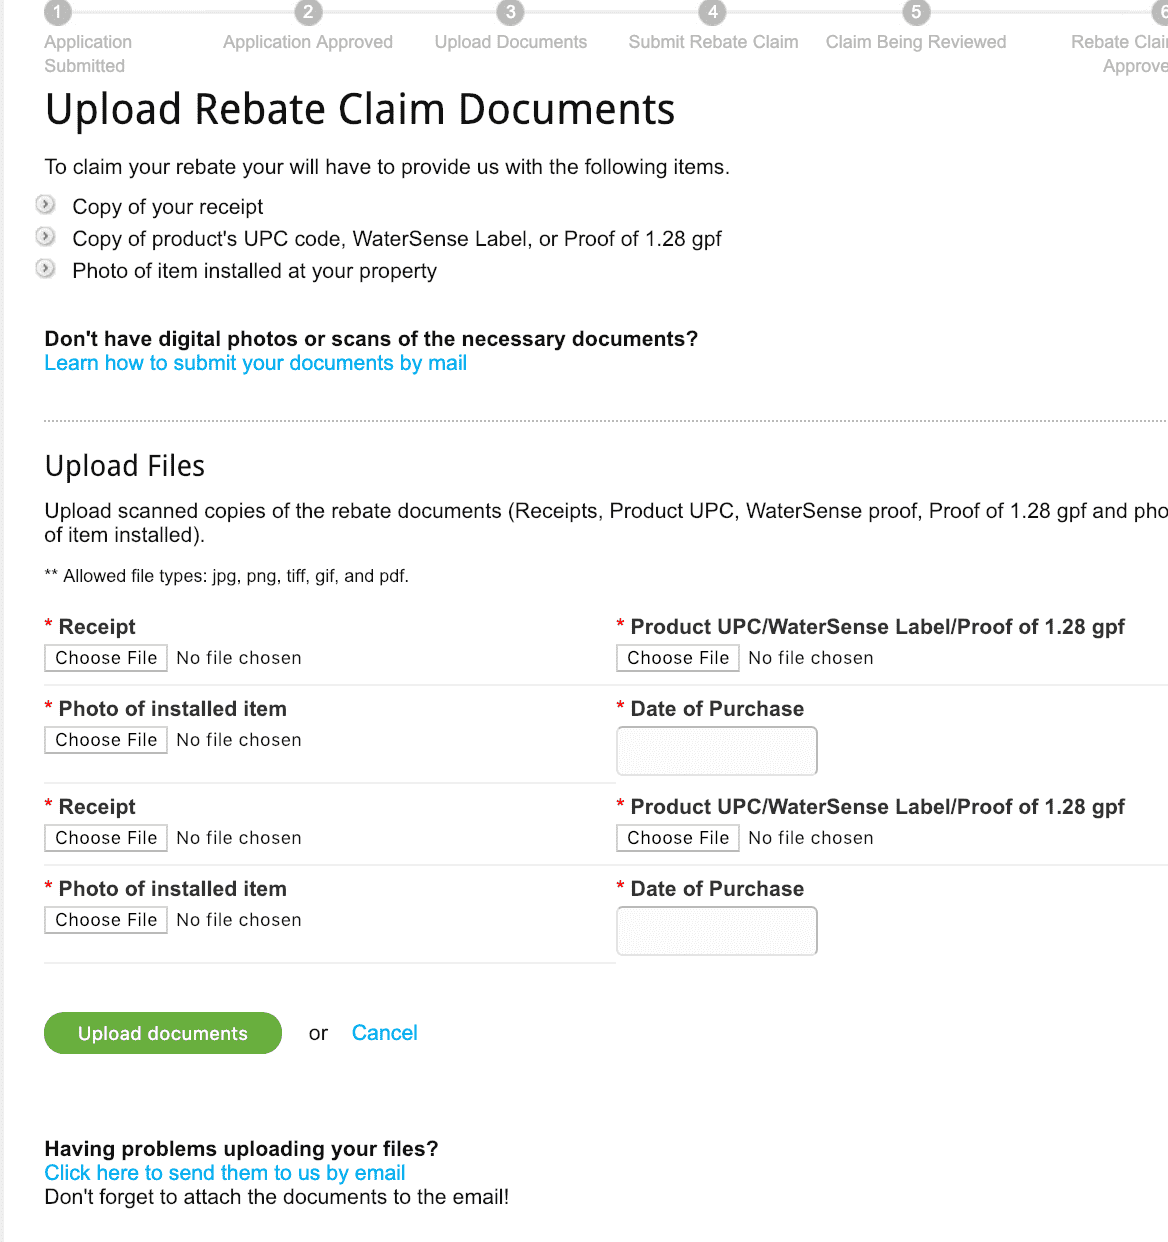 1 2 3 4 5 6
Application Submitted
Application Approved
Upload Documents
Submit Rebate Claim
Claim Being Reviewed
Rebate Clai
Approve
Upload Rebate Claim Documents
To claim your rebate your will have to provide us with the following items.
Copy of your receipt
Copy of product's UPC code, WaterSense Label, or Proof of 1.28 gpf
Photo of item installed at your property
Don't have digital photos or scans of the necessary documents?
Learn how to submit your documents by mail
Upload Files
Upload scanned copies of the rebate documents (Receipts, Product UPC, WaterSense proof, Proof of 1.28 gpf and pho
of item installed).
** Allowed file types: jpg, png, tiff, gif, and pdf.
* Receipt * Product UPC/WaterSense Label/Proof of 1.28 gpf
Choose File No file chosen Choose File No file chosen
* Photo of installed item * Date of Purchase
Choose File No file chosen
* Receipt * Product UPC/WaterSense Label/Proof of 1.28 gpf
Choose File No file chosen Choose File No file chosen
* Photo of installed item * Date of Purchase
Choose File No file chosen
Upload documents or Cancel
Having problems uploading your files?
Click here to send them to us by email
Don't forget to attach the documents to the email!